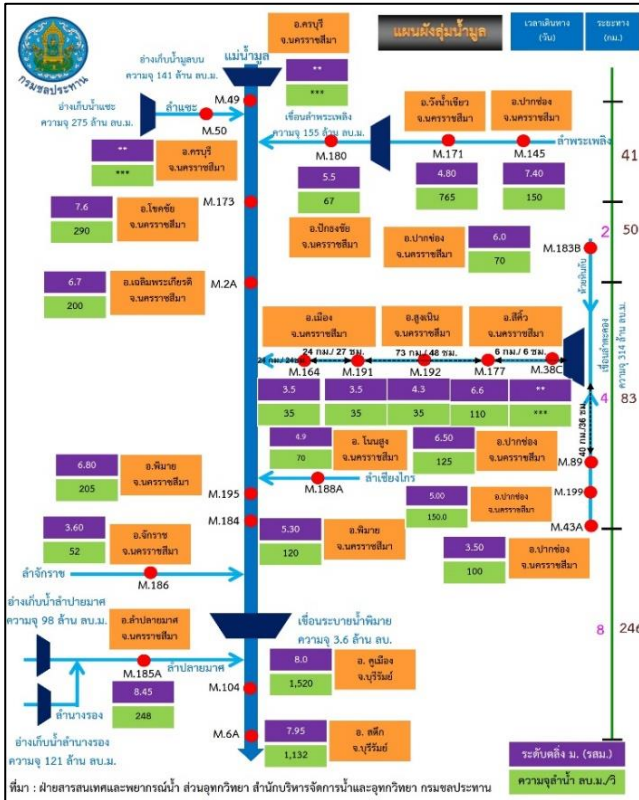 แผนผังลุ่มน้ำมูล
เวลาเดินทาง
(วัน)
ระยะทาง
(กม.)
กรมชลประทาน
อ่างเก็บน้ำมูลบน
ความจุ 141 ล้าน ลบ.ม.
แม่น้ำมูล
อ.ครบุรี
จ.นครราชสีมา
**
***
M.49
อ่างเก็บน้ำแซะ
ความจุ 275 ล้าน ลบ.ม.
ลำแซะ
M.50
**
***
อ.ครบุรี
จ.นครราชสีมา
เขื่อนลำพระเพลิง
ความจุ 155 ล้าน ลบ.ม.
อ.วังน้ำเขียว
จ.นครราชสีมา
อ.ปากช่อง
จ.นครราชสีมา
ลำพระเพลิง
M.180
M.171
M.145
5.5
67
4.80
765
7.40
150
41
7.6
290
อ.โชคชัย
จ.นครราชสีมา
M.173
อ.ปักธงชัย
จ.นครราชสีมา
อ.ปากช่อง
จ.นครราชสีมา
6.0
70
M.183B
2
50
ห้วยหินลับ
6.7
200
อ.เฉลิมพระเกียรติ
จ.นครราชสีมา
M.2A
อ.เมือง
จ.นครราชสีมา
อ.สูงเนิน
จ.นครราชสีมา
อ.สีคิ้ว
จ.นครราชสีมา
24 กม./ 27 ชม.
73 กม./ 48 ชม.
6 กม./ 6 ชม.
M.164
M.191
M.192
M.177
M.38C
เขื่อนลำตะคอง
ความจุ 314 ล้าน ลบ.ม.
3.5
35
3.5
35
4.3
35
6.6
110
**
***
4
83
40 กม./36 ชม.
4.9
70
อ. โนนสูง
จ.นครราชสีมา
6.50
125
อ.ปากช่อง
จ.นครราชสีมา
M.89
6.80
205
อ.พิมาย
จ.นครราชสีมา
M.195
M.188A
ลำเชียงไกร
5.00
150.0
อ.ปากช่อง
จ.นครราชสีมา
M.199
M.184
M.43A
3.60
52
อ.จักราช
จ.นครราชสีมา
5.30
120
อ.พิมาย
จ.นครราชสีมา
3.50
100
อ.ปากช่อง
จ.นครราชสีมา
ลำจักราช
M.186
อ่างเก็บน้ำลำปลายมาศ
ความจุ 98 ล้าน ลบ.ม.
อ.ลำปลายมาศ
จ.นครราชสีมา
เขื่อนระบายน้ำพิมาย
ความจุ 3.6 ล้าน ลบ.
8
246
M.185A
ลำปลายมาศ
8.45
248
ลำนางรอง
M.104
8.0
1,520
อ. คูเมือง
จ.บุรีรัมย์
อ่างเก็บน้ำลำนางรอง
ความจุ 121 ล้าน ลบ.ม.
M.6A
7.95
1,132
อ. สตึก
จ.บุรีรัมย์
ระดับตลิ่ง ม. (รสม.)
ความจุลำน้ำ ลบ.ม./วิ
ที่มา : ฝ่ายสารสนเทศและพยากรณ์น้ำ ส่วนอุทกวิทยา สำนักบริหารจัดการน้ำและอุทกวิทยา กรมชลประทาน